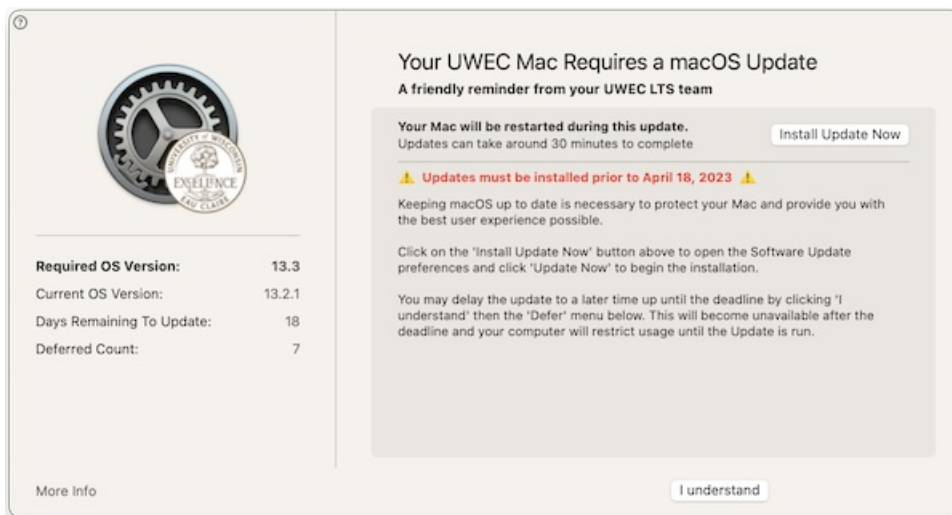 ?
UNIVERSITY of WISCONSIN
EXCELLENCE
EAU CLAIRE
Required OS Version: 13.3
Current OS Version: 13.2.1
Days Remaining To Update: 18
Deferred Count: 7
More Info
Your UWEC Mac Requires a macOS Update
A friendly reminder from your UWEC LTS team
Your Mac will be restarted during this update.
Updates can take around 30 minutes to complete
Install Update Now
Updates must be installed prior to April 18, 2023
Keeping macOS up to date is necessary to protect your Mac and provide you with
the best user experience possible.
Click on the 'Install Update Now' button above to open the Software Update
preferences and click 'Update Now' to begin the installation.
You may delay the update to a later time up until the deadline by clicking 'I
understand' then the 'Defer' menu below. This will become unavailable after the
deadline and your computer will restrict usage until the Update is run.
I understand